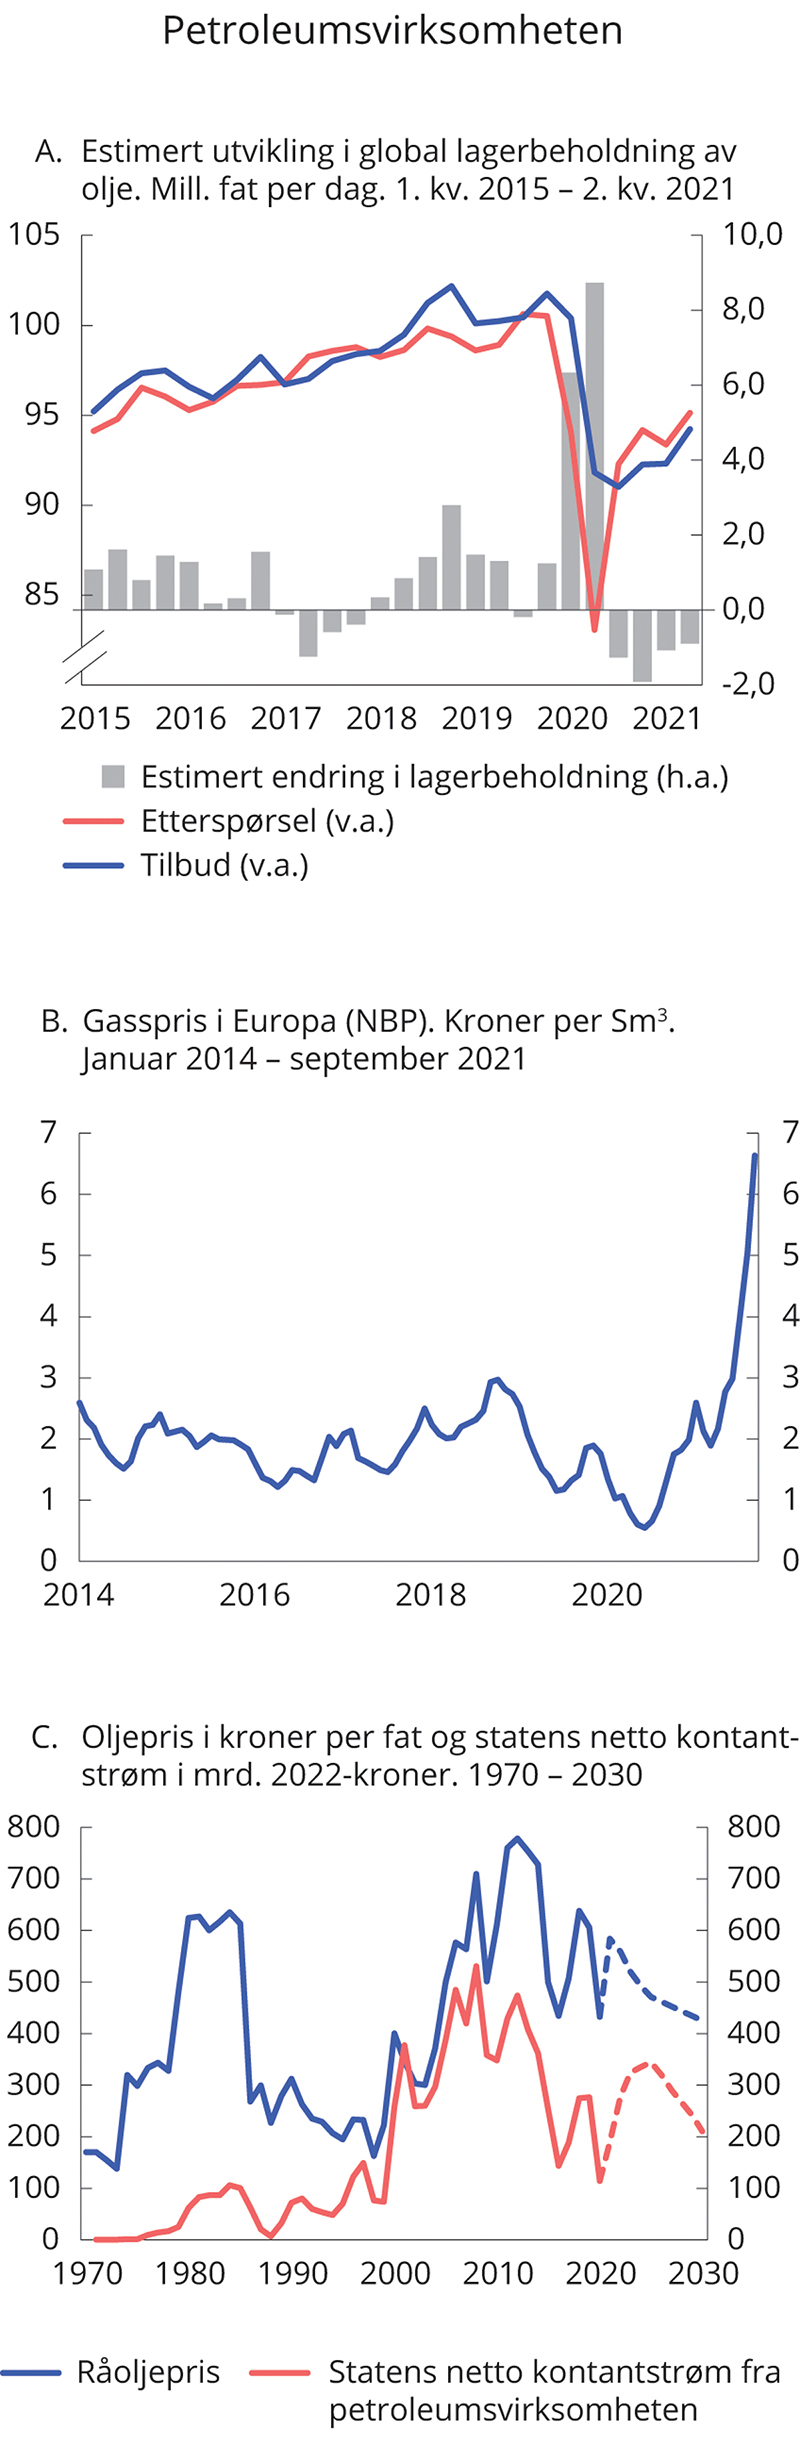 Petroleumsvirksomheten
A. Estimert utvikling i global lagerbeholdning av
olje. Mill. fat per dag. 1. kv. 2015 – 2. kv. 2021
105 10,0
8,0
100
6,0
95
4,0
90
2,0
85
0,0
-2,0
2015 2016 2017 2018 2019 2020 2021
Estimert endring i lagerbeholdning (h.a.)
Etterspørsel (v.a.)
Tilbud (v.a.)
B. Gasspris i Europa (NBP). Kroner per Sm³.
Januar 2014 – september 2021
7 7
6 6
5 5
4 4
3 3
2 2
1 1
0 0
2014 2016 2018 2020
C. Oljepris i kroner per fat og statens netto kontant-
strøm i mrd. 2022-kroner. 1970 – 2030
800 800
700 700
600 600
500 500
400 400
300 300
200 200
100 100
0 0
1970 1980 1990 2000 2010 2020 2030
Råoljepris Statens netto kontantstrøm fra
petroleumsvirksomheten